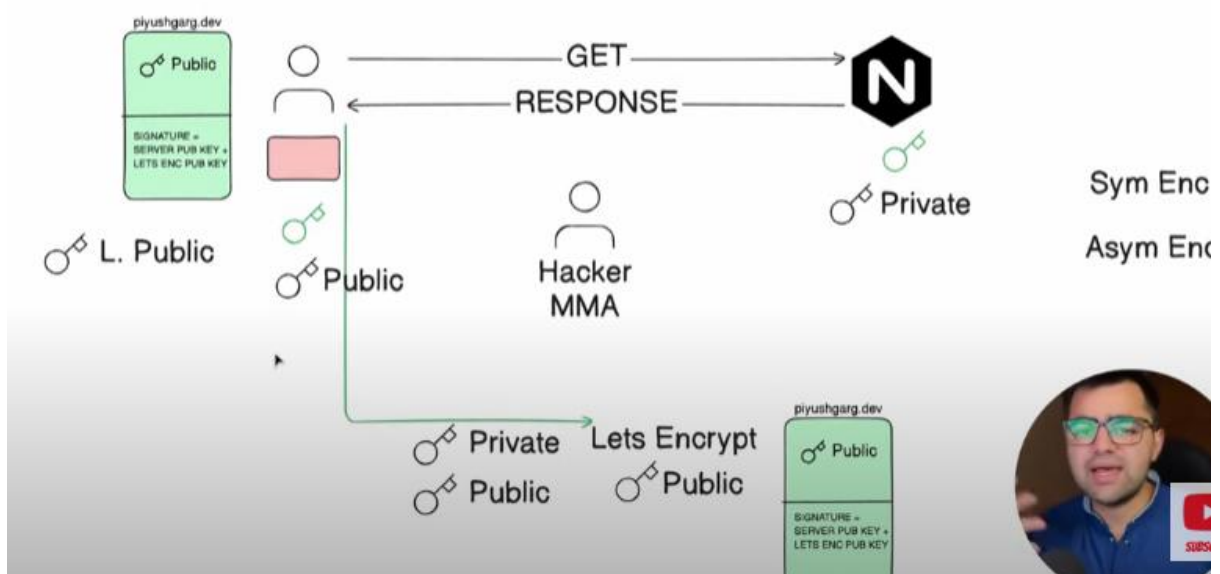 piyushgarg.dev
Public
SIGNATURE =
SERVER PUB KEY +
LETS ENC PUB KEY
GET
RESPONSE
N
L. Public
Public
Hacker
MMA
Private
Sym Enc
Asym Enc
Private
Public
Lets Encrypt
Public
piyushgarg.dev
Public
SIGNATURE =
SERVER PUB KEY +
LETS ENC PUB KEY